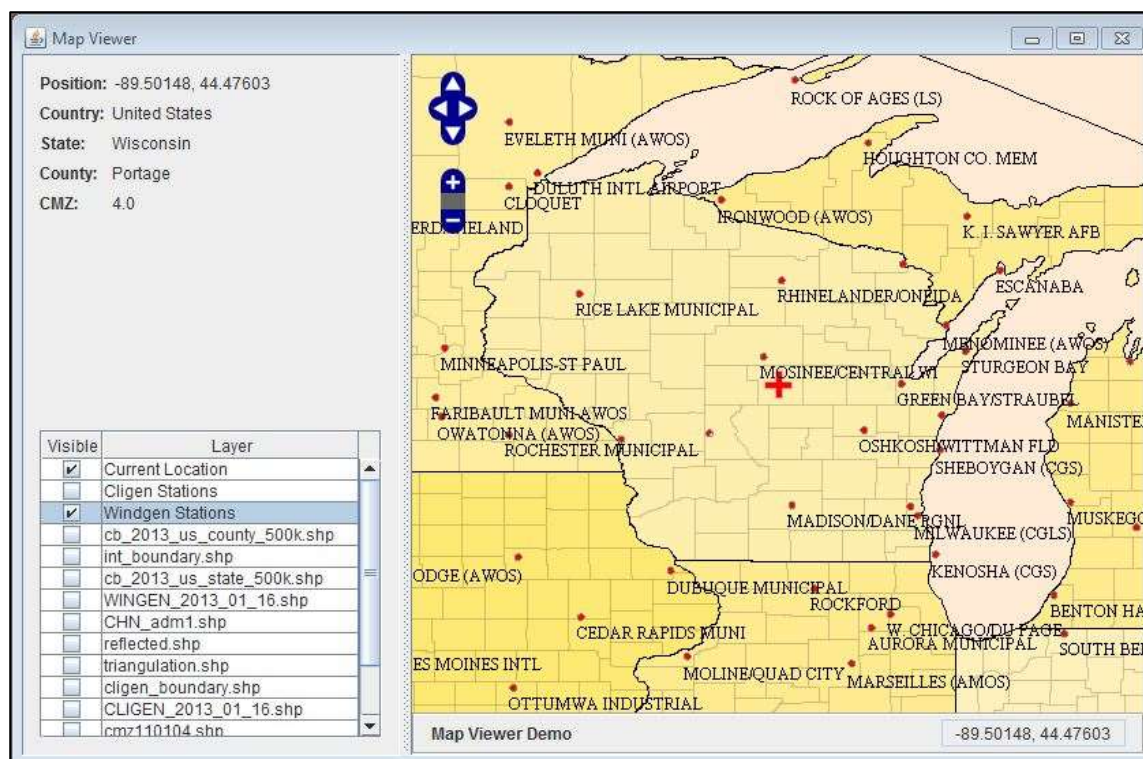 Map Viewer
Position: -89.50148, 44.47603
Country: United States
State: Wisconsin
County: Portage
CMZ: 4.0
Visible Layer
Current Location
Cligen Stations
Windgen Stations
cb_2013_us_county_500k.shp
int_boundary.shp
cb_2013_us_state_500k.shp
WINGEN_2013_01_16.shp
CHN_adm1.shp
reflected.shp
triangulation.shp
cligen_boundary.shp
CLIGEN_2013_01_16.shp
cmz110104.shp
ROCK OF AGES (LS)
EVELETH MUNI (AWOS)
HOUGHTON CO. MEM
DULUTH INTL AIRPORT
CLOQUET
IRONWOOD (AWOS)
K. I. SAWYER AFB
ESCANABA
RHINELANDER/ONEIDA
RICE LAKE MUNICIPAL
MENOMINEE (AWOS)
MINNEAPOLIS-ST PAUL
STURGEON BAY
MOSINEE/CENTRAL WI
GREEN BAY/STRAUBEL
FARIBAULT MUNI-AWOS
MANISTE
OWATONNA (AWOS)
ROCHESTER MUNICIPAL
OSHKOSH/WITTMAN FLD
SHEBOYGAN (CGS)
MADISON/DANE RGNL
MUSKEGO
MILWAUKEE (CGLS)
KENOSHA (CGS)
ODGE (AWOS)
DUBUQUE MUNICIPAL
ROCKFORD
BENTON HA
CEDAR RAPIDS MUNI
W. CHICAGO/DU PAGE
AURORA MUNICIPAL
SOUTH BE
ES MOINES INTL
MOLINE/QUAD CITY
MARSEILLES (AMOS)
OTTUMWA INDUSTRIAL
Map Viewer Demo
-89.50148, 44.47603